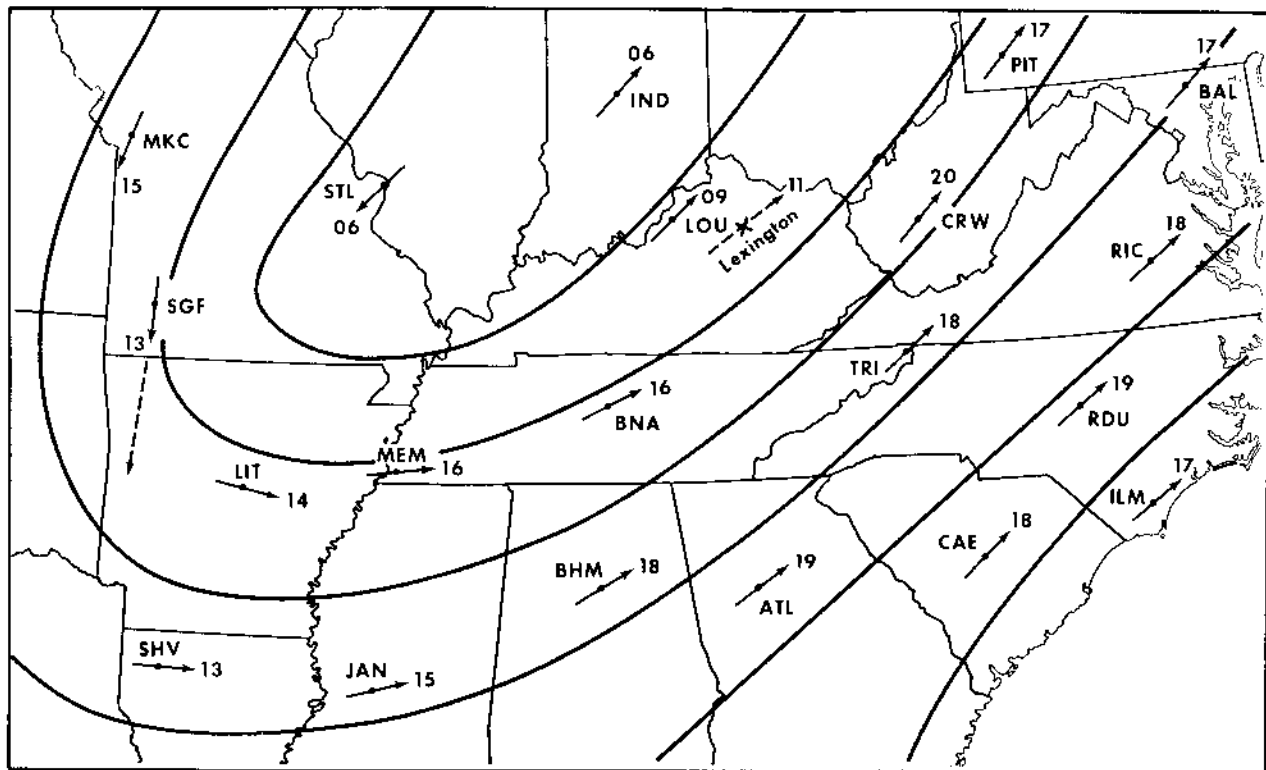 17
PIT
17
BAL
06
IND
MKC
15
STL
06
09
LOU
11
Lexington
20
CRW
18
RIC
SGF
13
18
TRI
16
BNA
19
RDU
MEM
16
LIT
14
17
ILM
18
CAE
BHM
18
19
ATL
SHV
13
JAN
15